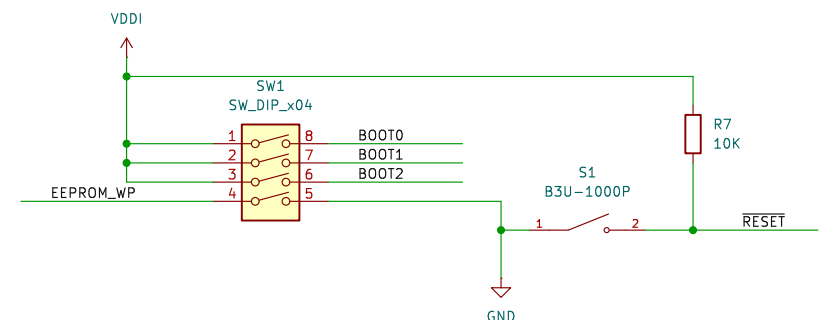 VDDI
SW1
SW_DIP_x04
1 8 BOOT0
2 7 BOOT1
3 6 BOOT2
EEPROM_WP 4 5
R7
10K
S1
B3U-1000P
1 2
RESET
GND